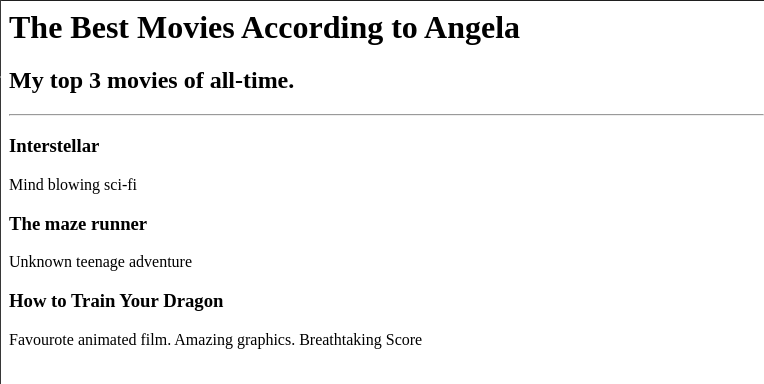 The Best Movies According to Angela
My top 3 movies of all-time.
Interstellar
Mind blowing sci-fi
The maze runner
Unknown teenage adventure
How to Train Your Dragon
Favourote animated film. Amazing graphics. Breathtaking Score